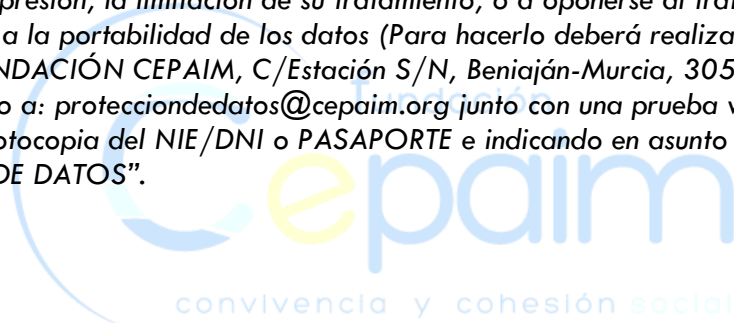 presión, la limitación de su tratamiento, o a oponerse al trat
a la portabilidad de los datos (Para hacerlo deberá realiza
NDACIÓN CEPAIM, C/Estación S/N, Beniaján-Murcia, 305
o a: protecciondedatos@cepaim.org junto con una prueba v
otocopia del NIE/DNI o PASAPORTE e indicando en asunto
DE DATOS”.
Fundación
cepaim
convivencia y cohesión social